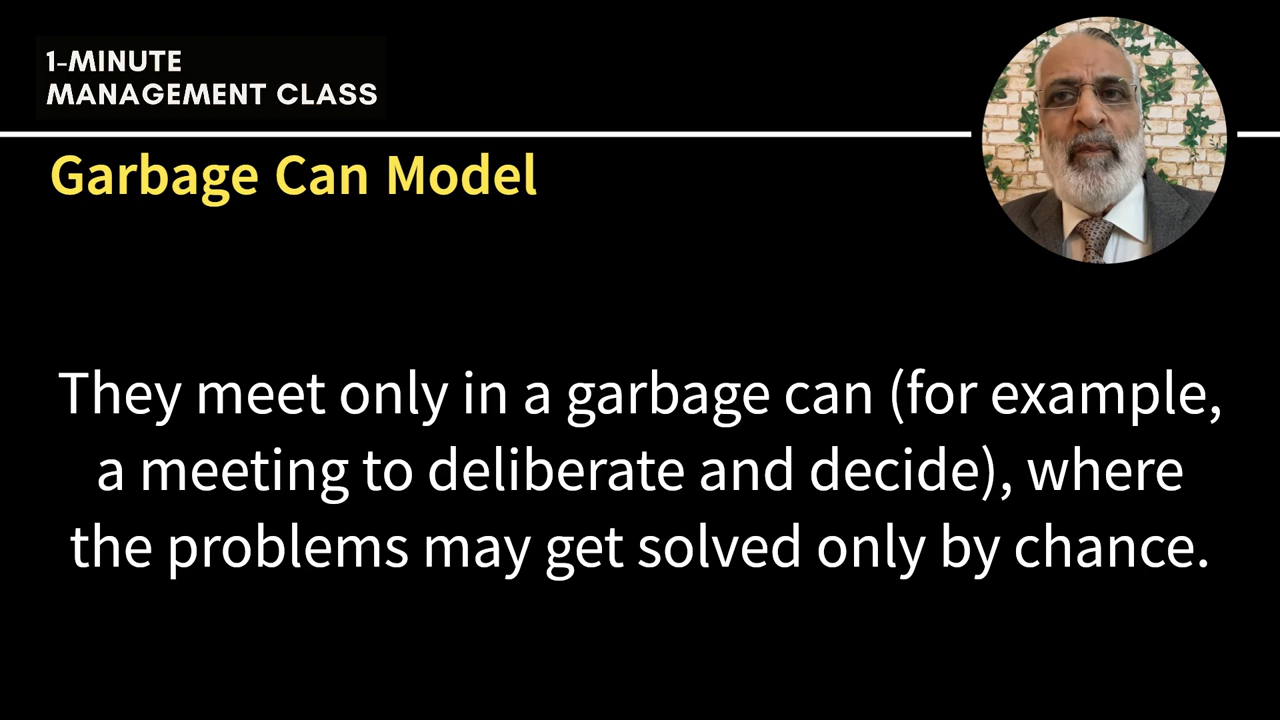 1-MINUTE
MANAGEMENT CLASS
Garbage Can Model
They meet only in a garbage can (for example,
a meeting to deliberate and decide), where
the problems may get solved only by chance.